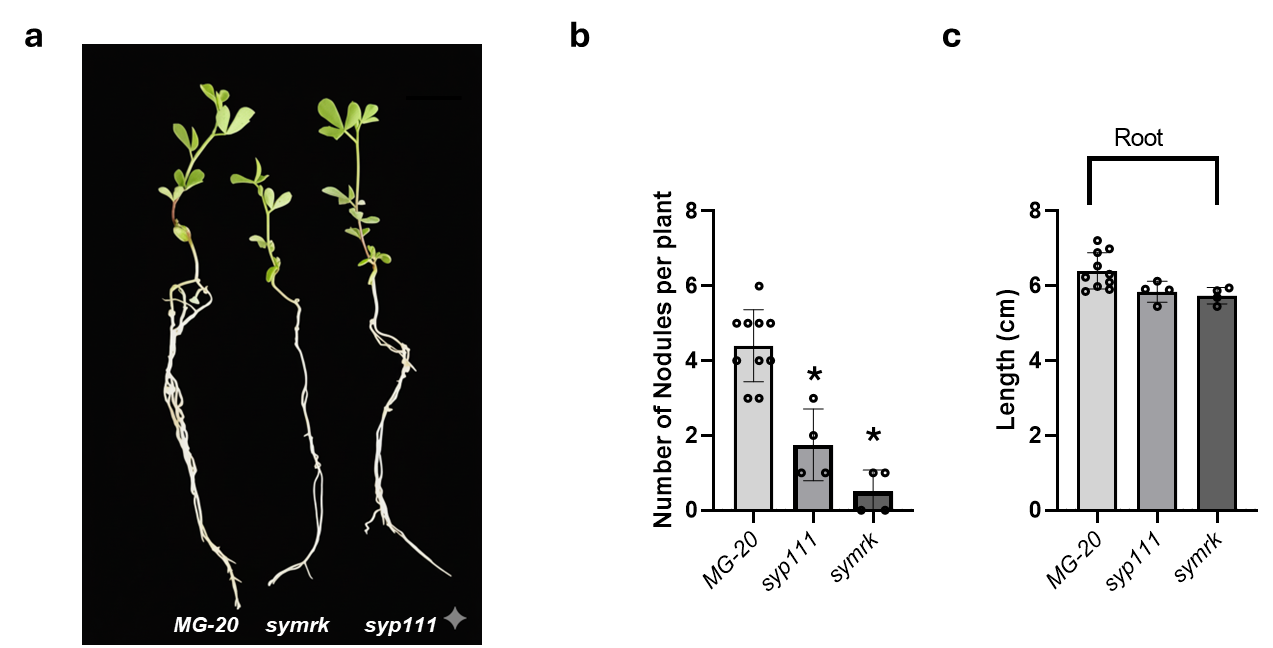 a
MG-20 symrk syp111
b
Number of Nodules per plant
8
6
4
2
0
*
*
MG-20
syp111
symrk
c
Root
Length (cm)
8
6
4
2
0
MG-20
syp111
symrk